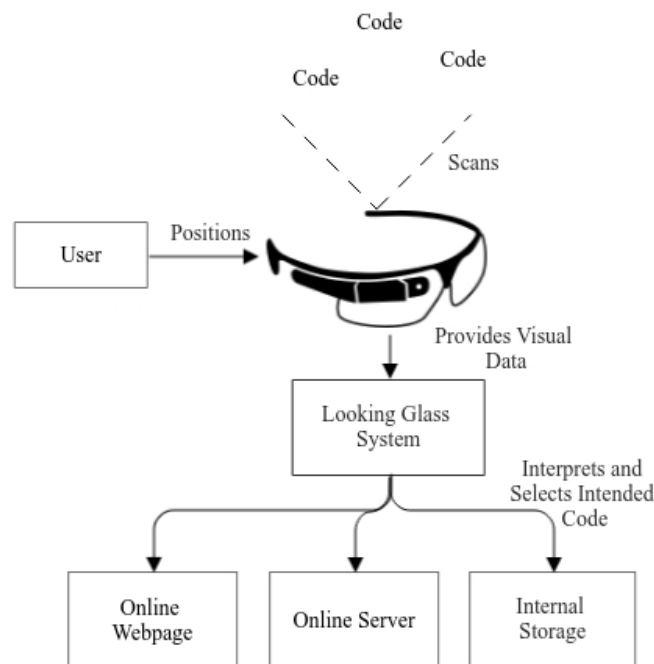 Code
Code
Code
Scans
Positions
User
Provides Visual
Data
Looking Glass
System
Interprets and
Selects Intended
Code
Online
Webpage
Online Server
Internal
Storage